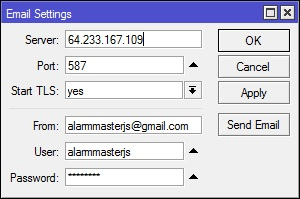 Email Settings
Server: 64.233.167.109
OK
Port: 587
Cancel
Start TLS: yes
Apply
From: alarmmasterjs@gmail.com
Send Email
User: alarmmasterjs
Password: ********